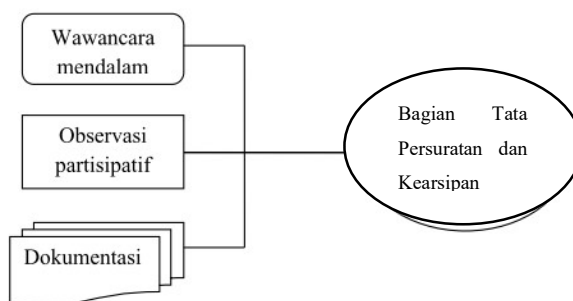 Wawancara
mendalam
Observasi
partisipatif
Dokumentasi
Bagian Tata
Persuratan dan
Kearsipan